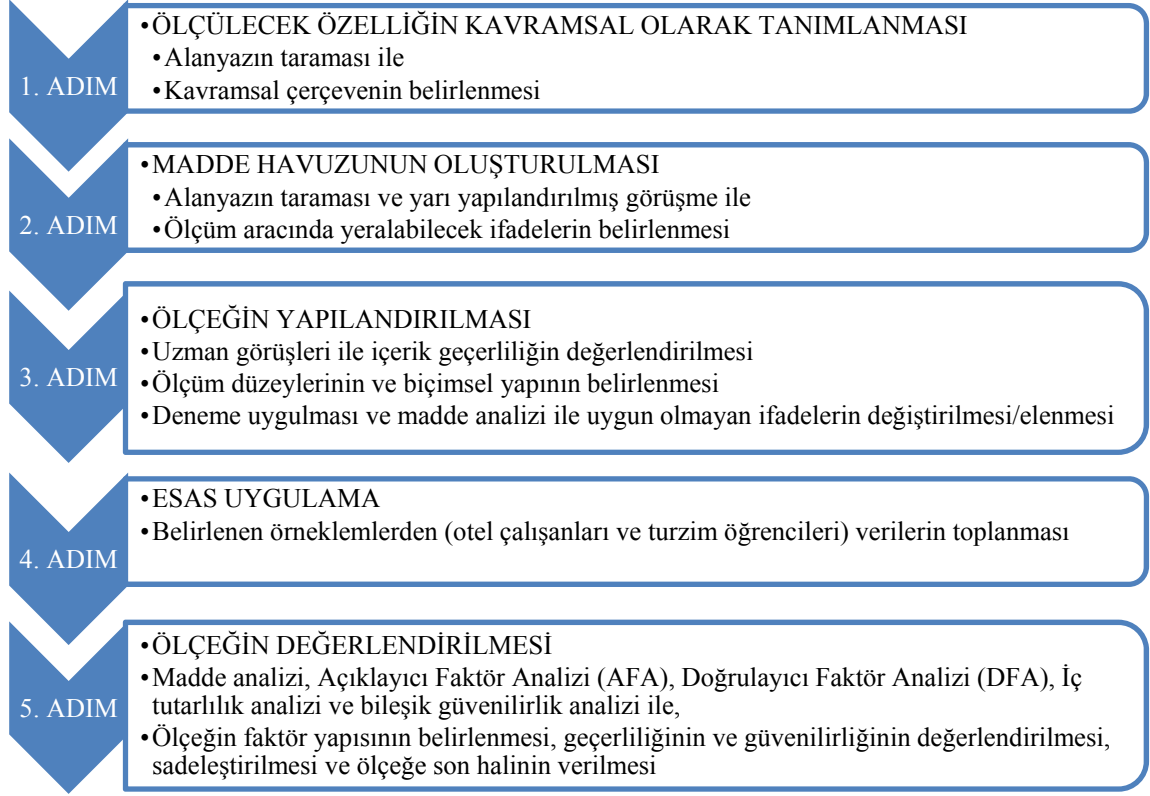 1. ADIM
•ÖLÇÜLECEK ÖZELLİĞİN KAVRAMSAL OLARAK TANIMLANMASI
•Alanyazın taraması ile
•Kavramsal çerçevenin belirlenmesi
2. ADIM
•MADDE HAVUZUNUN OLUŞTURULMASI
•Alanyazın taraması ve yarı yapılandırılmış görüşme ile
•Ölçüm aracında yeralabilecek ifadelerin belirlenmesi
3. ADIM
•ÖLÇEĞİN YAPILANDIRILMASI
•Uzman görüşleri ile içerik geçerliliğin değerlendirilmesi
•Ölçüm düzeylerinin ve biçimsel yapının belirlenmesi
•Deneme uygulması ve madde analizi ile uygun olmayan ifadelerin değiştirilmesi/elenmesi
4. ADIM
•ESAS UYGULAMA
•Belirlenen örneklemlerden (otel çalışanları ve turzim öğrencileri) verilerin toplanması
5. ADIM
•ÖLÇEĞİN DEĞERLENDİRİLMESİ
•Madde analizi, Açıklayıcı Faktör Analizi (AFA), Doğrulayıcı Faktör Analizi (DFA), İç
tutarlılık analizi ve bileşik güvenilirlik analizi ile,
•Ölçeğin faktör yapısının belirlenmesi, geçerliliğinin ve güvenilirliğinin değerlendirilmesi,
sadeleştirilmesi ve ölçeğe son halinin verilmesi